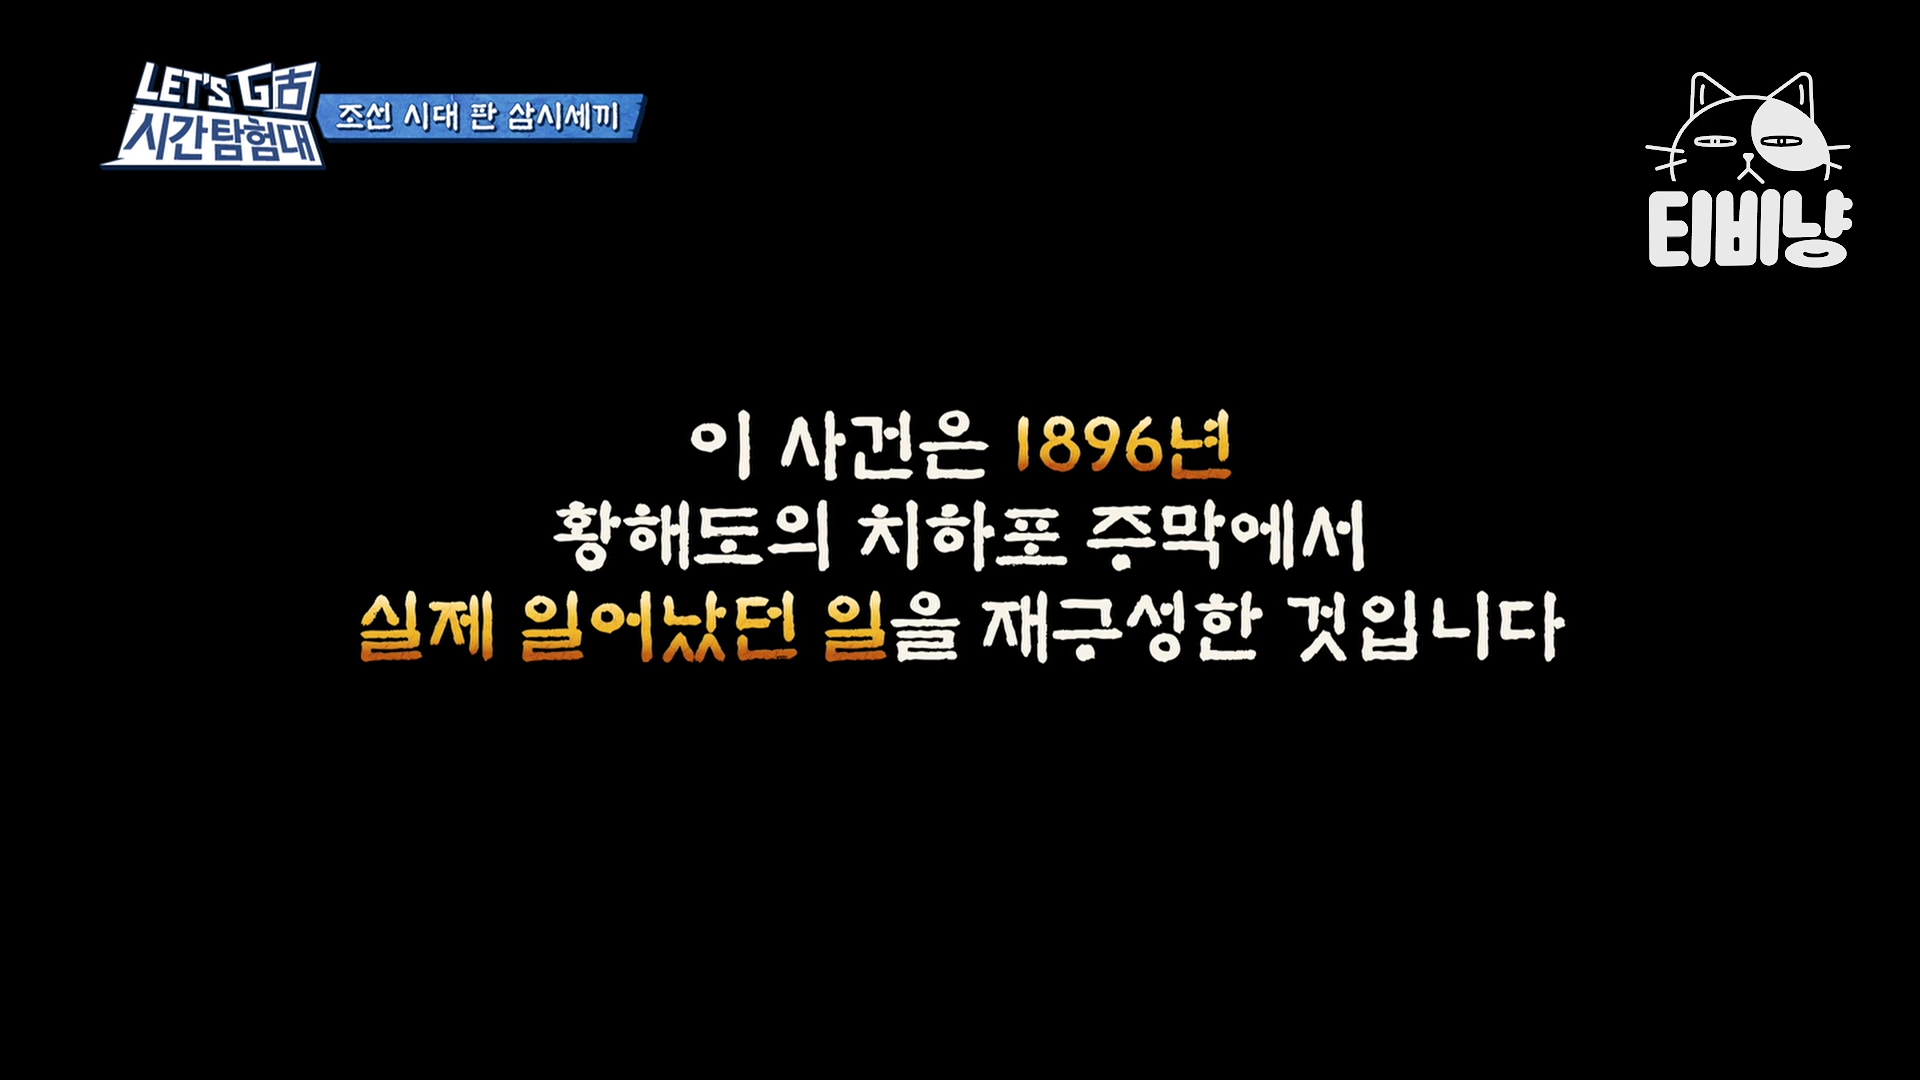 LET'S G古
시간탐험대
조선 시대 판 삼시세끼
티비냥
이 사건은 1896년
황해도의 치하포 주막에서
실제 일어났던 일을 재구성한 것입니다